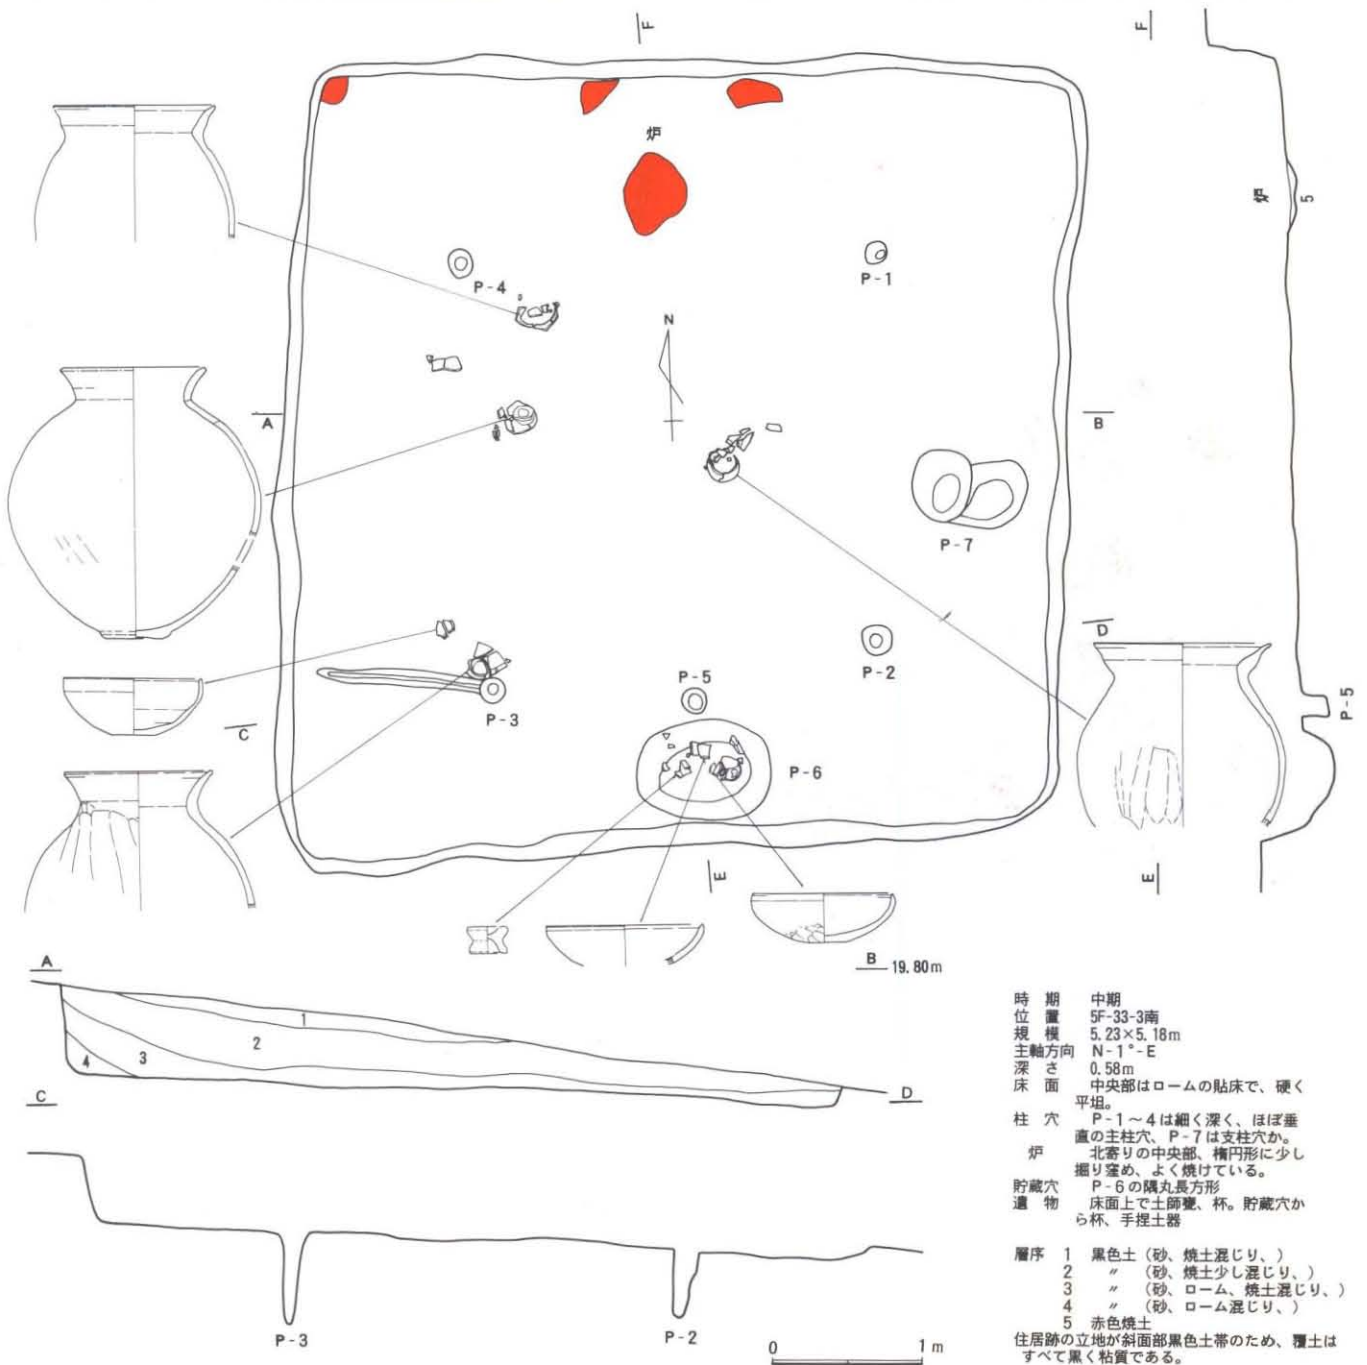 F
F
炉
炉
5
P-4
P-1
N
A
B
P-7
D
P-2
P-5
P-3
C
P-6
P-5
E
E
A
B 19.80m
1
2
3
4
C
D
P-3
P-2
0 1m
時期 中期
位置 5F-33-3南
規模 5.23×5.18m
主軸方向 N-1°-E
深さ 0.58m
床面 中央部はロームの貼床で、硬く
平坦。
柱穴 P-1～4は細く深く、ほぼ垂
直の主柱穴、P-7は支柱穴か。
炉 北寄りの中央部、楕円形に少し
掘り窪め、よく焼けている。
貯蔵穴 P-6の隅丸長方形
遺物 床面上で土師甕、杯。貯蔵穴か
ら杯、手捏土器
層序 1 黒色土（砂、焼土混じり、）
2 〃 （砂、焼土少し混じり、）
3 〃 （砂、ローム、焼土混じり、）
4 〃 （砂、ローム混じり、）
5 赤色焼土
住居跡の立地が斜面部黒色土帯のため、覆土は
すべて黒く粘質である。